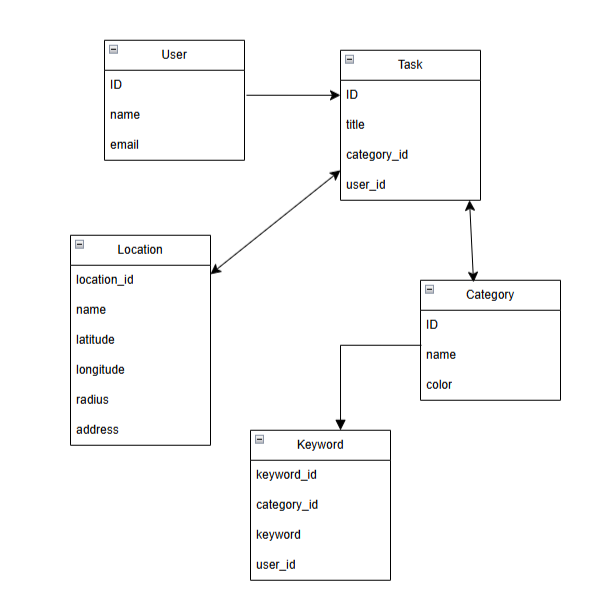 User
ID
name
email
Task
ID
title
category_id
user_id
Location
location_id
name
latitude
longitude
radius
address
Category
ID
name
color
Keyword
keyword_id
category_id
keyword
user_id